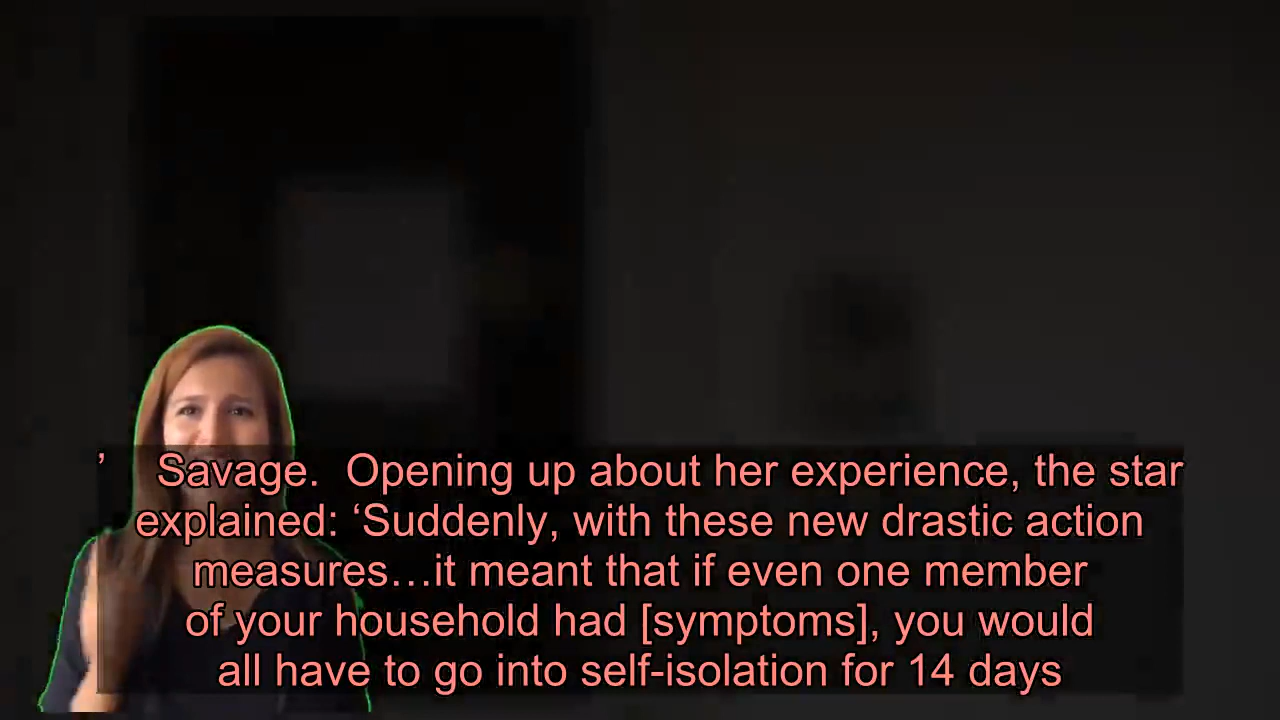 ’ Savage. Opening up about her experience, the star
explained: ‘Suddenly, with these new drastic action
measures…it meant that if even one member
of your household had [symptoms], you would
all have to go into self-isolation for 14 days